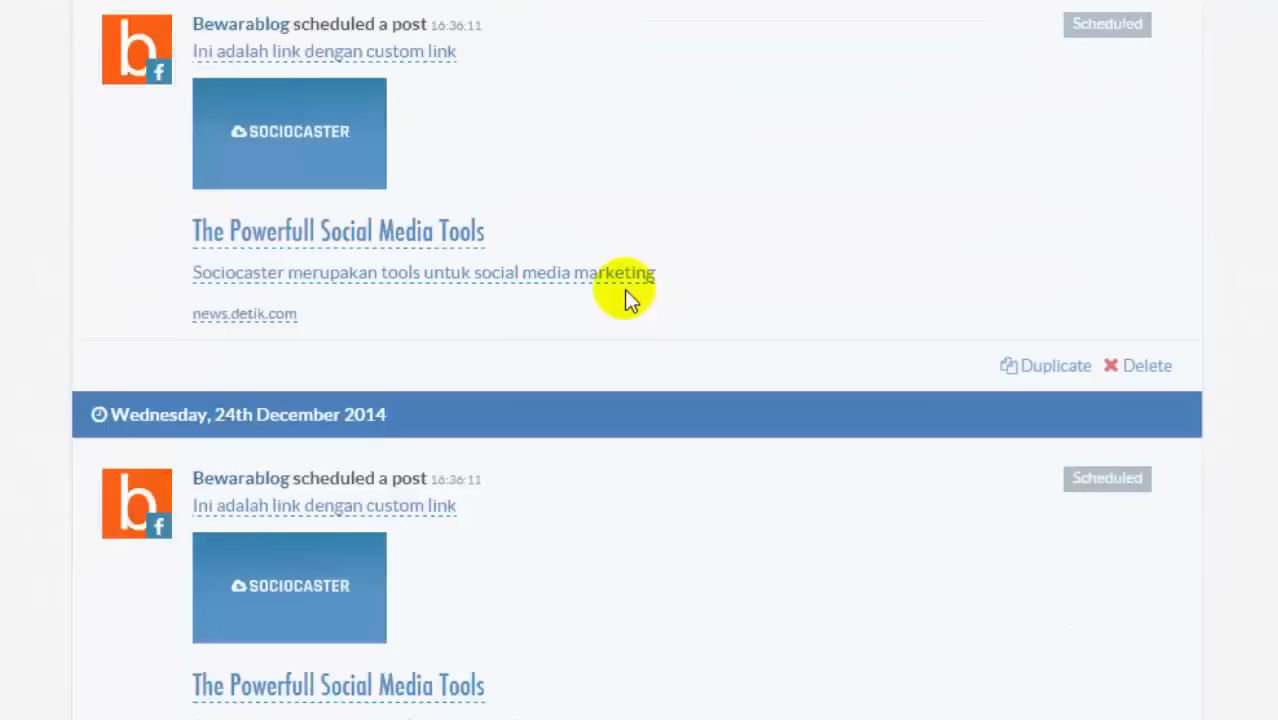 Bewarablog scheduled a post 16:36:11
Scheduled
Ini adalah link dengan custom link
SOCIOCASTER
The Powerfull Social Media Tools
Sociocaster merupakan tools untuk social media marketing
news.detik.com
Duplicate Delete
Wednesday, 24th December 2014
Bewarablog scheduled a post 16:36:11
Scheduled
Ini adalah link dengan custom link
SOCIOCASTER
The Powerfull Social Media Tools